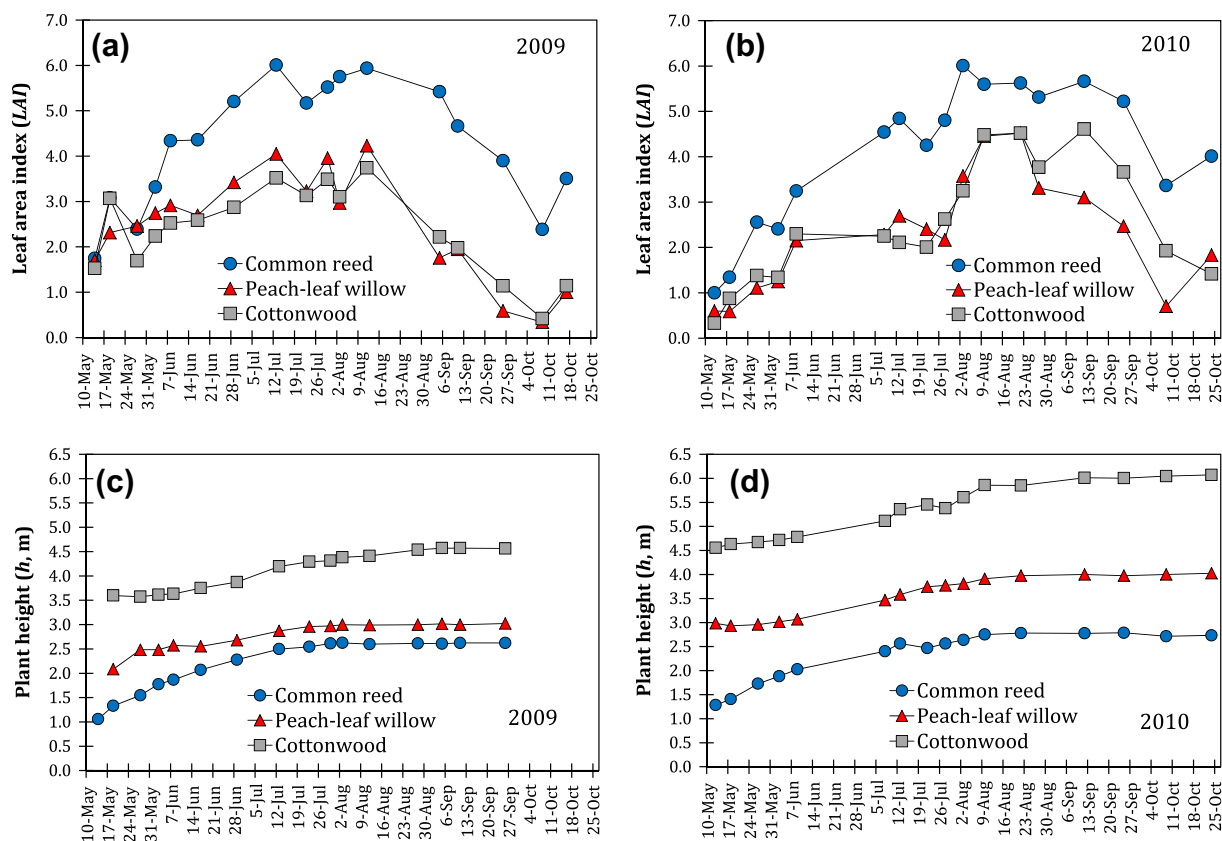 (a)
2009
Leaf area index (LAI)
7.0
6.0
5.0
4.0
3.0
2.0
1.0
0.0
Common reed
Peach-leaf willow
Cottonwood
10-May
17-May
24-May
31-May
7-Jun
14-Jun
21-Jun
28-Jun
5-Jul
12-Jul
19-Jul
26-Jul
2-Aug
9-Aug
16-Aug
23-Aug
30-Aug
6-Sep
13-Sep
20-Sep
27-Sep
4-Oct
11-Oct
18-Oct
25-Oct
(b)
2010
Leaf area index (LAI)
7.0
6.0
5.0
4.0
3.0
2.0
1.0
0.0
Common reed
Peach-leaf willow
Cottonwood
10-May
17-May
24-May
31-May
7-Jun
14-Jun
21-Jun
28-Jun
5-Jul
12-Jul
19-Jul
26-Jul
2-Aug
9-Aug
16-Aug
23-Aug
30-Aug
6-Sep
13-Sep
20-Sep
27-Sep
4-Oct
11-Oct
18-Oct
25-Oct
(c)
Plant height (h, m)
6.5
6.0
5.5
5.0
4.5
4.0
3.5
3.0
2.5
2.0
1.5
1.0
0.5
0.0
Common reed
Peach-leaf willow
Cottonwood
2009
10-May
17-May
24-May
31-May
7-Jun
14-Jun
21-Jun
28-Jun
5-Jul
12-Jul
19-Jul
26-Jul
2-Aug
9-Aug
16-Aug
23-Aug
30-Aug
6-Sep
13-Sep
20-Sep
27-Sep
4-Oct
11-Oct
18-Oct
25-Oct
(d)
Plant height (h, m)
6.5
6.0
5.5
5.0
4.5
4.0
3.5
3.0
2.5
2.0
1.5
1.0
0.5
0.0
Common reed
Peach-leaf willow
Cottonwood
2010
10-May
17-May
24-May
31-May
7-Jun
14-Jun
21-Jun
28-Jun
5-Jul
12-Jul
19-Jul
26-Jul
2-Aug
9-Aug
16-Aug
23-Aug
30-Aug
6-Sep
13-Sep
20-Sep
27-Sep
4-Oct
11-Oct
18-Oct
25-Oct